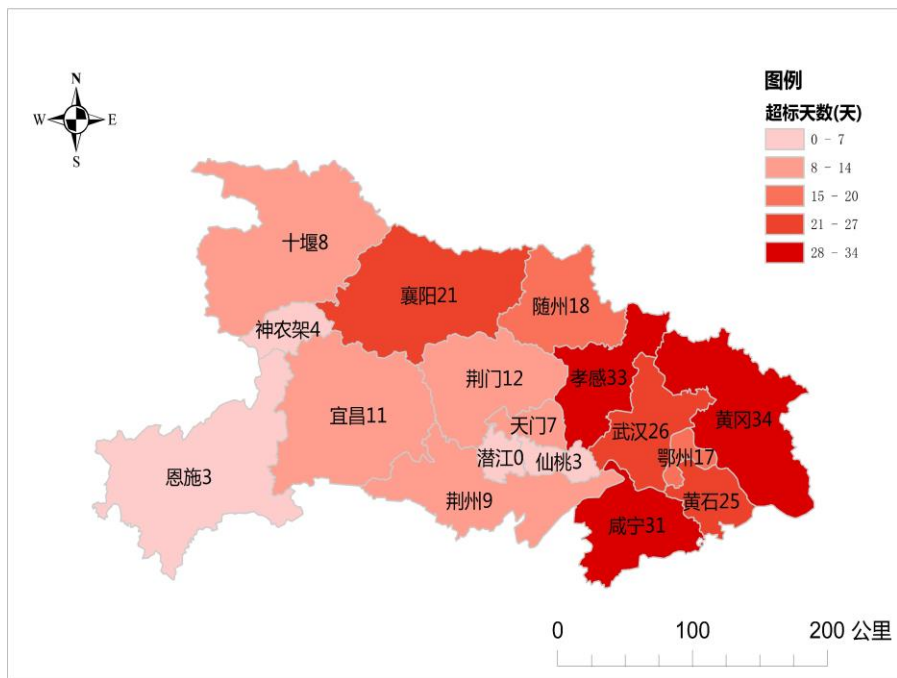 N
W E
S
图例
超标天数(天)
0 - 7
8 - 14
15 - 20
21 - 27
28 - 34
十堰8
襄阳21
随州18
神农架4
荆门12
孝感33
黄冈34
宜昌11
天门7
武汉26
鄂州17
潜江0
仙桃3
恩施3
荆州9
黄石25
咸宁31
0 100 200 公里